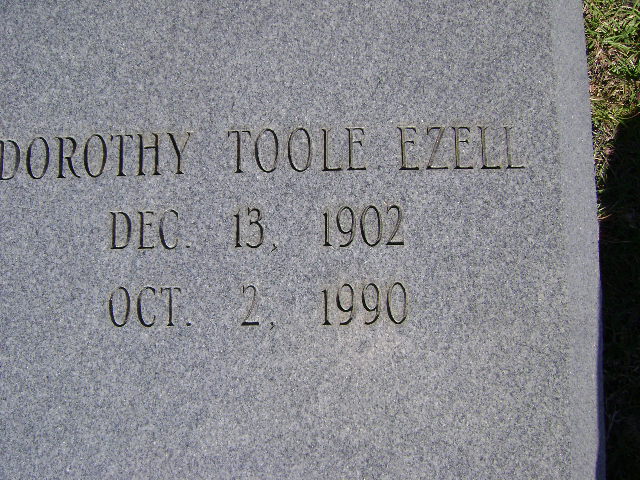 DOROTHY TOOLE EZELL
DEC. 13, 1902
OCT. 2, 1990